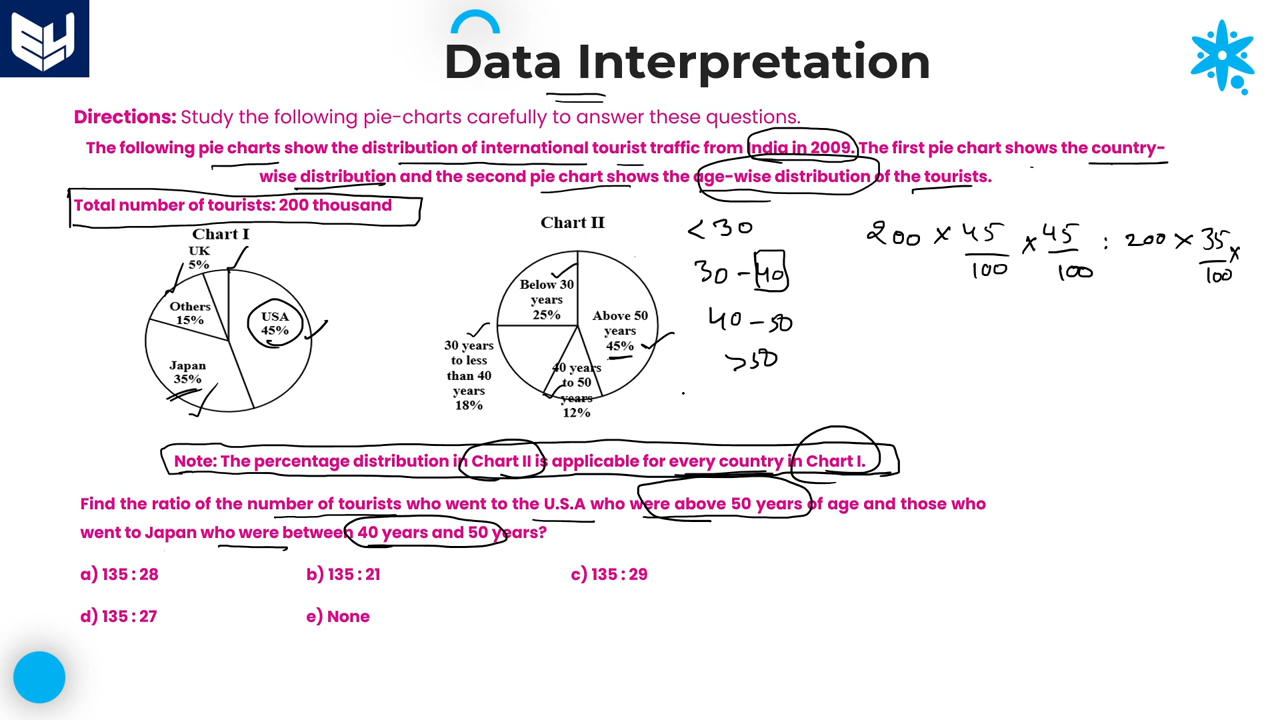 Data Interpretation
Directions: Study the following pie-charts carefully to answer these questions.
The following pie charts show the distribution of international tourist traffic from India in 2009. The first pie chart shows the country-
wise distribution and the second pie chart shows the age-wise distribution of the tourists.
Total number of tourists: 200 thousand
Chart I
UK
5%
Others
15%
USA
45%
Japan
35%
Chart II
Below 30
years
25%
Above 50
years
45%
30 years
to less
than 40
years
18%
40 years
to 50
years
12%
< 30
30 - 40
40 - 50
>50
200 × 45/100 × 45/100 : 200 × 35/100 ×
Note: The percentage distribution in Chart II is applicable for every country in Chart I.
Find the ratio of the number of tourists who went to the U.S.A who were above 50 years of age and those who
went to Japan who were between 40 years and 50 years?
a) 135 : 28
b) 135 : 21
c) 135 : 29
d) 135 : 27
e) None